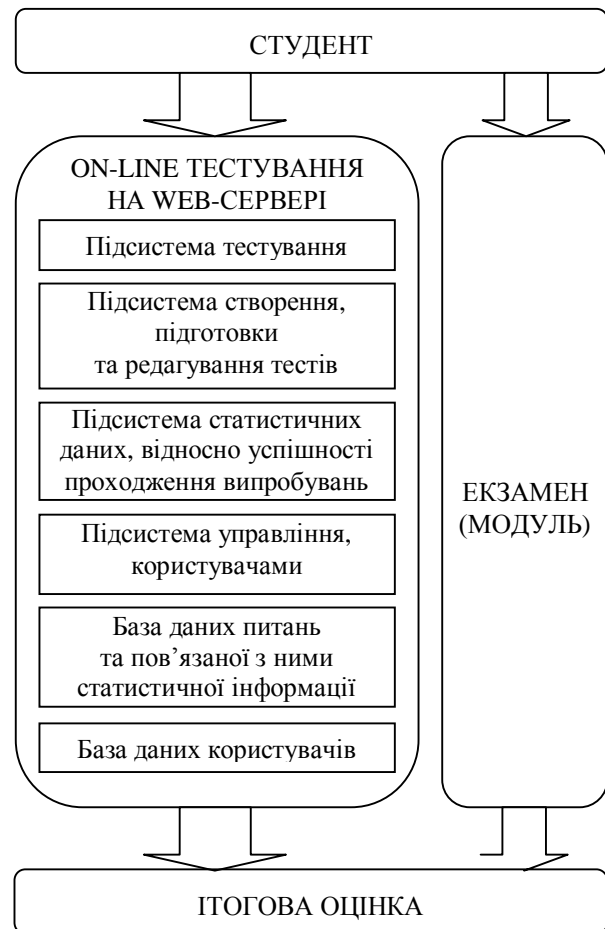 СТУДЕНТ
ON-LINE ТЕСТУВАННЯ
НА WEB-СЕРВЕРІ
Підсистема тестування
Підсистема створення,
підготовки
та редагування тестів
Підсистема статистичних
даних, відносно успішності
проходження випробувань
Підсистема управління,
користувачами
База даних питань
та пов’язаної з ними
статистичної інформації
База даних користувачів
ЕКЗАМЕН
(МОДУЛЬ)
ІТОГОВА ОЦІНКА